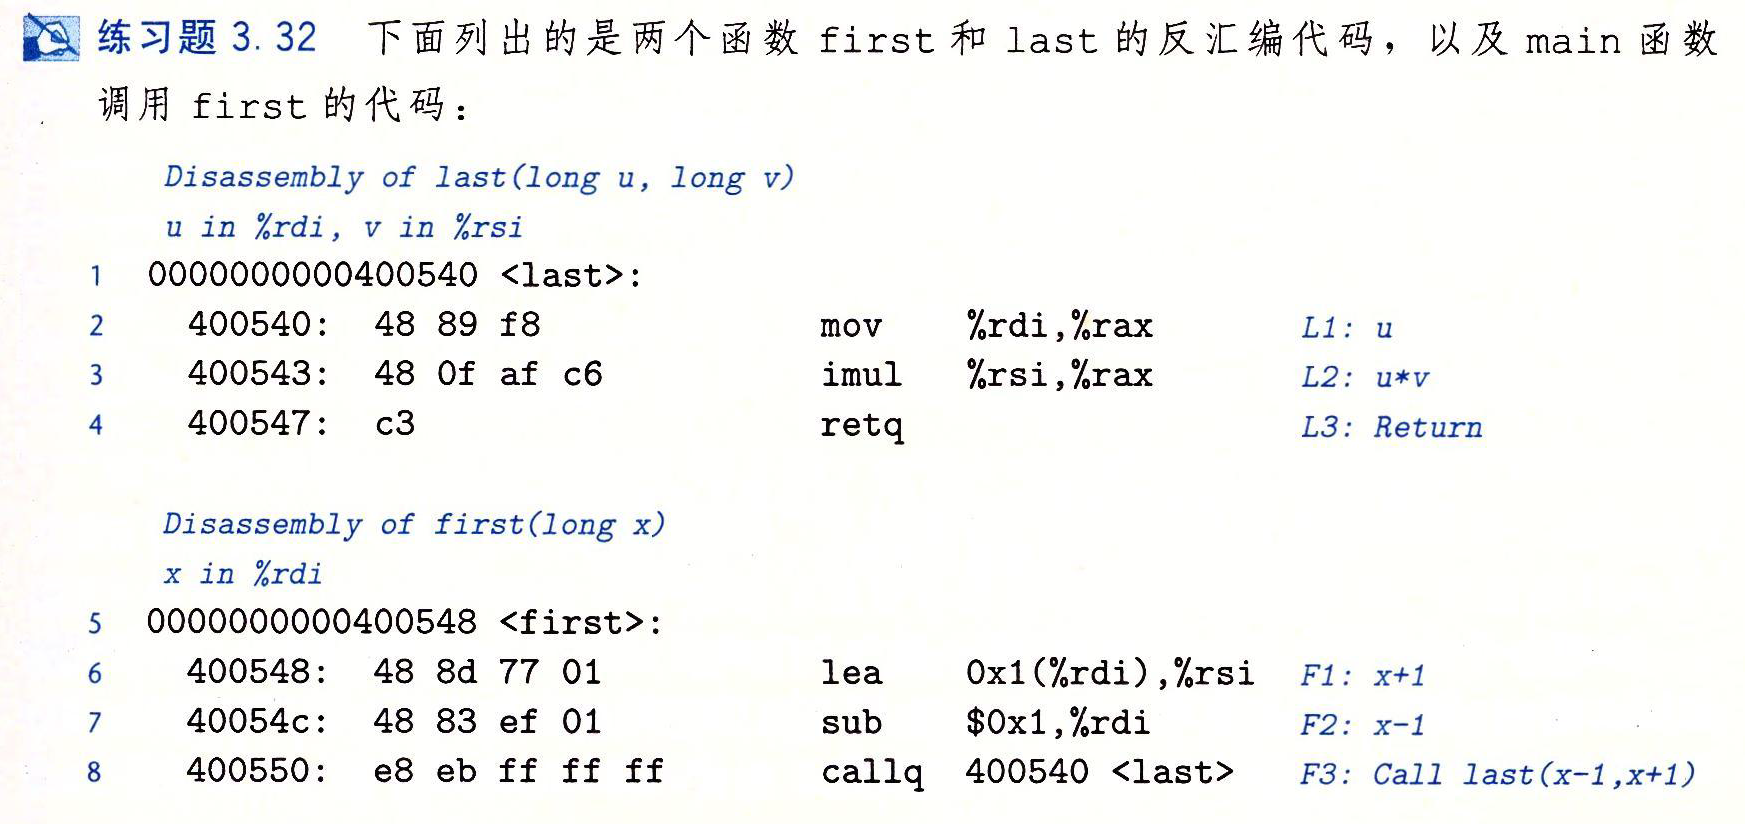 练习题 3.32 下面列出的是两个函数 first 和 last 的反汇编代码，以及 main 函数
调用 first 的代码：
Disassembly of last(long u, long v)
u in %rdi, v in %rsi
1 0000000000400540 <last>:
2 400540: 48 89 f8 mov %rdi,%rax L1: u
3 400543: 48 0f af c6 imul %rsi,%rax L2: u*v
4 400547: c3 retq L3: Return
Disassembly of first(long x)
x in %rdi
5 0000000000400548 <first>:
6 400548: 48 8d 77 01 lea 0x1(%rdi),%rsi F1: x+1
7 40054c: 48 83 ef 01 sub $0x1,%rdi F2: x-1
8 400550: e8 eb ff ff ff callq 400540 <last> F3: Call last(x-1,x+1)